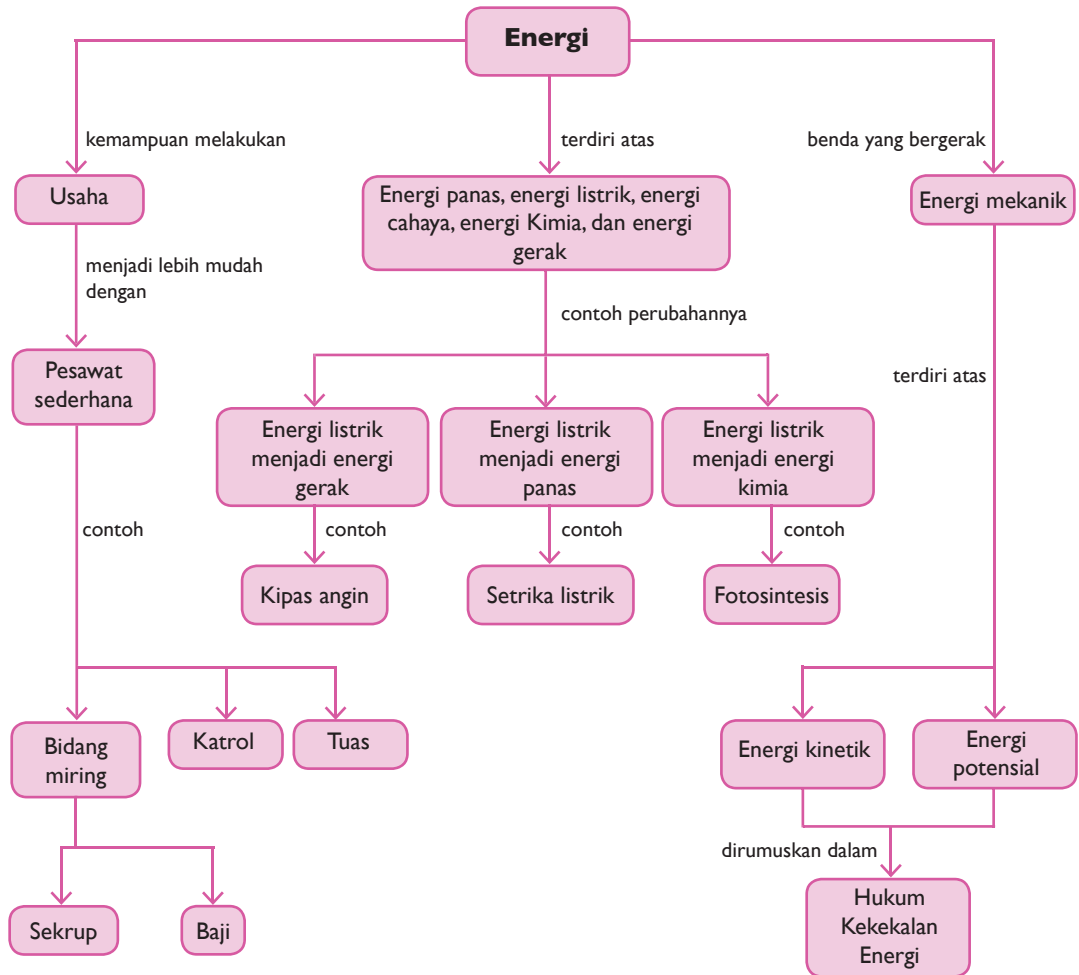 Energi
kemampuan melakukan
terdiri atas
benda yang bergerak
Usaha
Energi panas, energi listrik, energi
cahaya, energi Kimia, dan energi
gerak
Energi mekanik
menjadi lebih mudah
dengan
contoh perubahannya
Pesawat
sederhana
terdiri atas
Energi listrik
menjadi energi
gerak
Energi listrik
menjadi energi
panas
Energi listrik
menjadi energi
kimia
contoh
contoh
contoh
contoh
Kipas angin
Setrika listrik
Fotosintesis
Bidang
miring
Katrol
Tuas
Energi kinetik
Energi
potensial
dirumuskan dalam
Sekrup
Baji
Hukum
Kekekalan
Energi